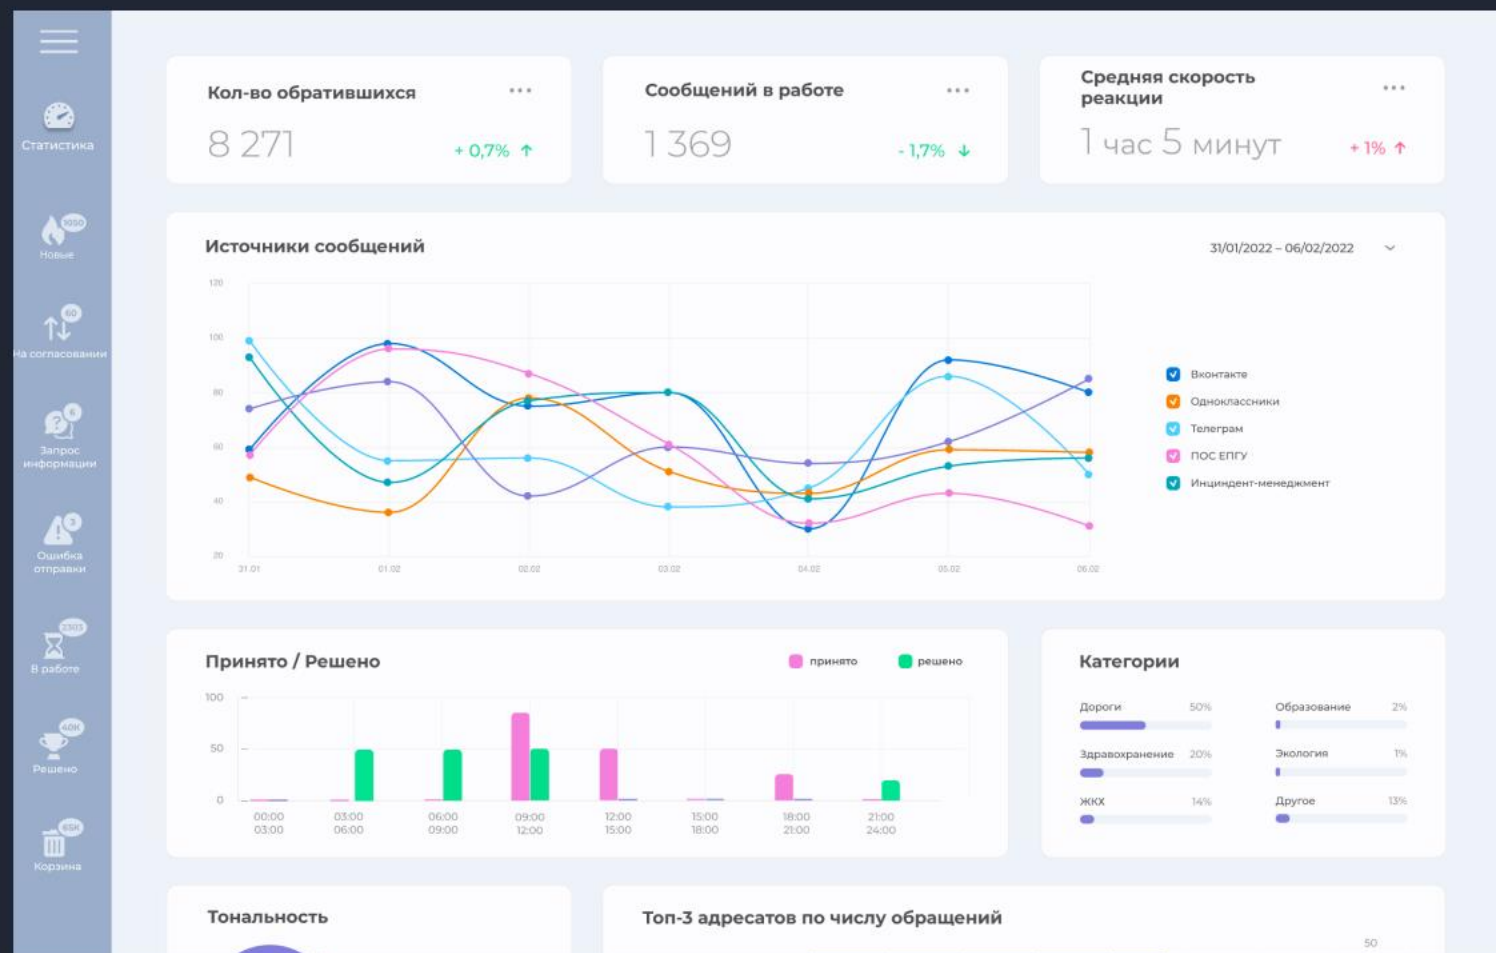 Статистика
1050
Новые
60
На согласовании
6
Запрос
информации
3
Ошибка
отправки
2303
В работе
40K
Решено
65K
Корзина
Кол-во обратившихся
8 271
+ 0,7%
Сообщений в работе
1 369
- 1,7%
Средняя скорость
реакции
1 час 5 минут
+ 1%
Источники сообщений
31/01/2022 – 06/02/2022
120
100
80
60
40
20
31.01 01.02 02.02 03.02 04.02 05.02 06.02
Вконтакте
Одноклассники
Телеграм
ПОС ЕПГУ
Инциндент-менеджмент
Принято / Решено
принято решено
100
50
0
00:00 03:00 06:00 09:00 12:00 15:00 18:00 21:00
03:00 06:00 09:00 12:00 15:00 18:00 21:00 24:00
Категории
Дороги 50%
Образование 2%
Здравохранение 20%
Экология 1%
ЖКХ 14%
Другое 13%
Тональность
Топ-3 адресатов по числу обращений
50